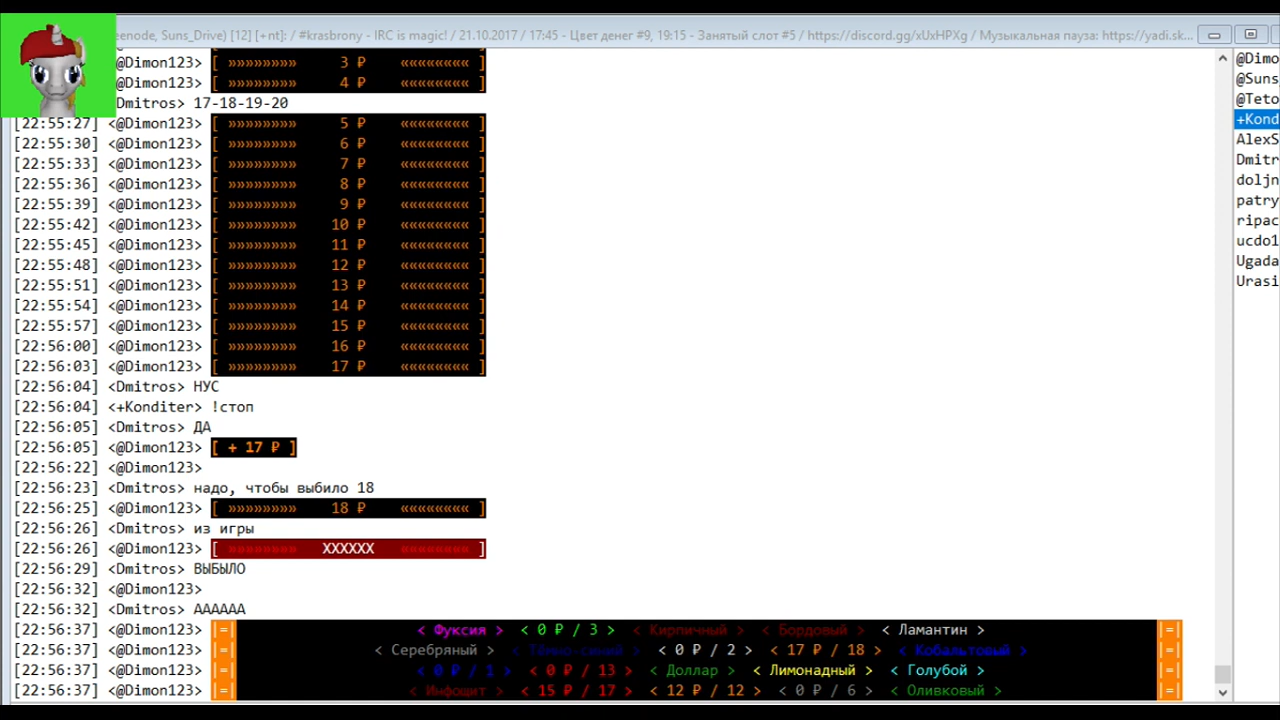 eenode, Suns_Drive) [12] [+nt]: / #krasbrony - IRC is magic! / 21.10.2017 / 17:45 - Цвет денег #9, 19:15 - Занятый слот #5 / https://discord.gg/xUxHPXg / Музыкальная пауза: https://yadi.sk...
@Dimon123> [ »»»»»»»» 3 ₽ «««««««« ]
@Dimon123> [ »»»»»»»» 4 ₽ «««««««« ]
Dmitros> 17-18-19-20
[22:55:27] <@Dimon123> [ »»»»»»»» 5 ₽ «««««««« ]
[22:55:30] <@Dimon123> [ »»»»»»»» 6 ₽ «««««««« ]
[22:55:33] <@Dimon123> [ »»»»»»»» 7 ₽ «««««««« ]
[22:55:36] <@Dimon123> [ »»»»»»»» 8 ₽ «««««««« ]
[22:55:39] <@Dimon123> [ »»»»»»»» 9 ₽ «««««««« ]
[22:55:42] <@Dimon123> [ »»»»»»»» 10 ₽ «««««««« ]
[22:55:45] <@Dimon123> [ »»»»»»»» 11 ₽ «««««««« ]
[22:55:48] <@Dimon123> [ »»»»»»»» 12 ₽ «««««««« ]
[22:55:51] <@Dimon123> [ »»»»»»»» 13 ₽ «««««««« ]
[22:55:54] <@Dimon123> [ »»»»»»»» 14 ₽ «««««««« ]
[22:55:57] <@Dimon123> [ »»»»»»»» 15 ₽ «««««««« ]
[22:56:00] <@Dimon123> [ »»»»»»»» 16 ₽ «««««««« ]
[22:56:03] <@Dimon123> [ »»»»»»»» 17 ₽ «««««««« ]
[22:56:04] <Dmitros> НУС
[22:56:04] <+Konditer> !стоп
[22:56:05] <Dmitros> ДА
[22:56:05] <@Dimon123> [ + 17 ₽ ]
[22:56:22] <@Dimon123>
[22:56:23] <Dmitros> надо, чтобы выбило 18
[22:56:25] <@Dimon123> [ »»»»»»»» 18 ₽ «««««««« ]
[22:56:26] <Dmitros> из игры
[22:56:26] <@Dimon123> [ »»»»»»»» XXXXXX «««««««« ]
[22:56:29] <Dmitros> ВЫБЫЛО
[22:56:32] <@Dimon123>
[22:56:32] <Dmitros> АААААА
[22:56:37] <@Dimon123> |=| < Фуксия > < 0 ₽ / 3 > < Кирпичный > < Бордовый > < Ламантин > |=|
[22:56:37] <@Dimon123> |=| < Серебряный > < Тёмно-синий > < 0 ₽ / 2 > < 17 ₽ / 18 > < Кобальтовый > |=|
[22:56:37] <@Dimon123> |=| < 0 ₽ / 1 > < 0 ₽ / 13 > < Доллар > < Лимонадный > < Голубой > |=|
[22:56:37] <@Dimon123> |=| < Инфошит > < 15 ₽ / 17 > < 12 ₽ / 12 > < 0 ₽ / 6 > < Оливковый > |=|
@Dimo
@Suns
@Teto
+Kond
AlexS
Dmitr
doljn
patry
ripac
ucdo1
Ugada
Urasi